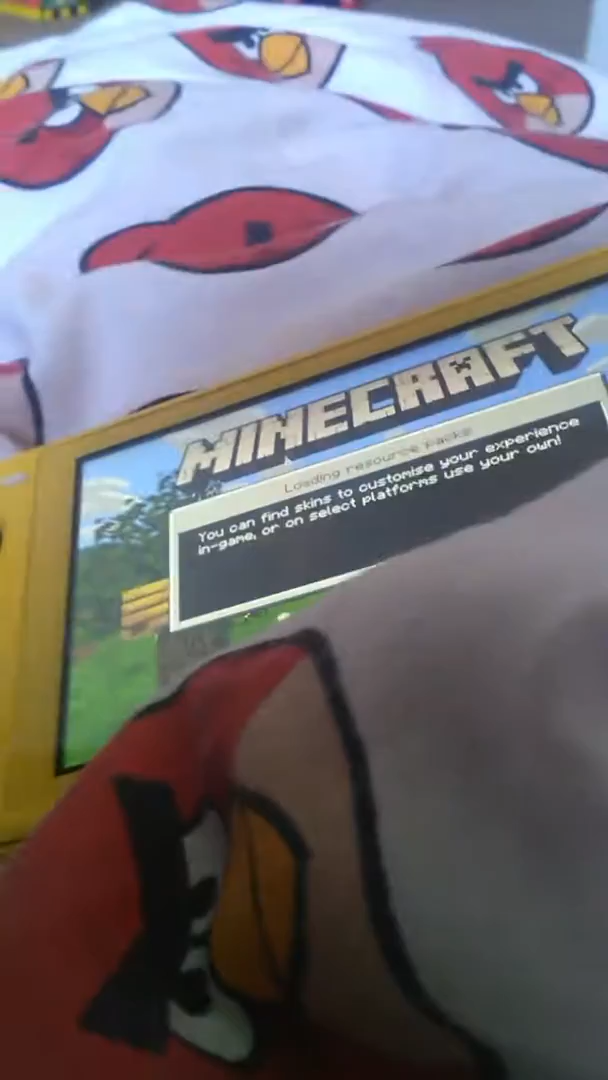 MINECRAFT
Loading resource packs
You can find skins to customise your experience
in-game, or on select platforms use your own!